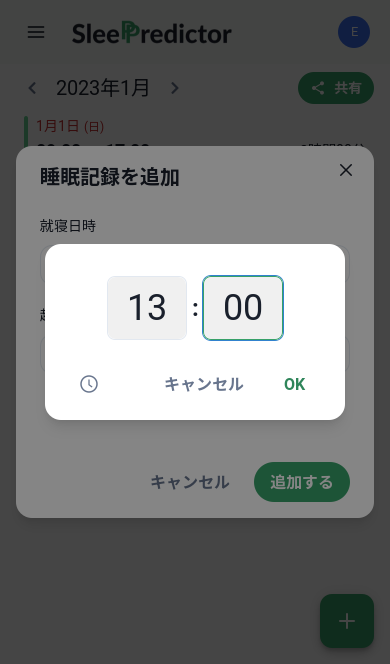 SleePredictor
E
2023年1月
共有
1月1日 (日)
睡眠記録を追加
就寝日時
13 : 00
キャンセル
OK
キャンセル
追加する